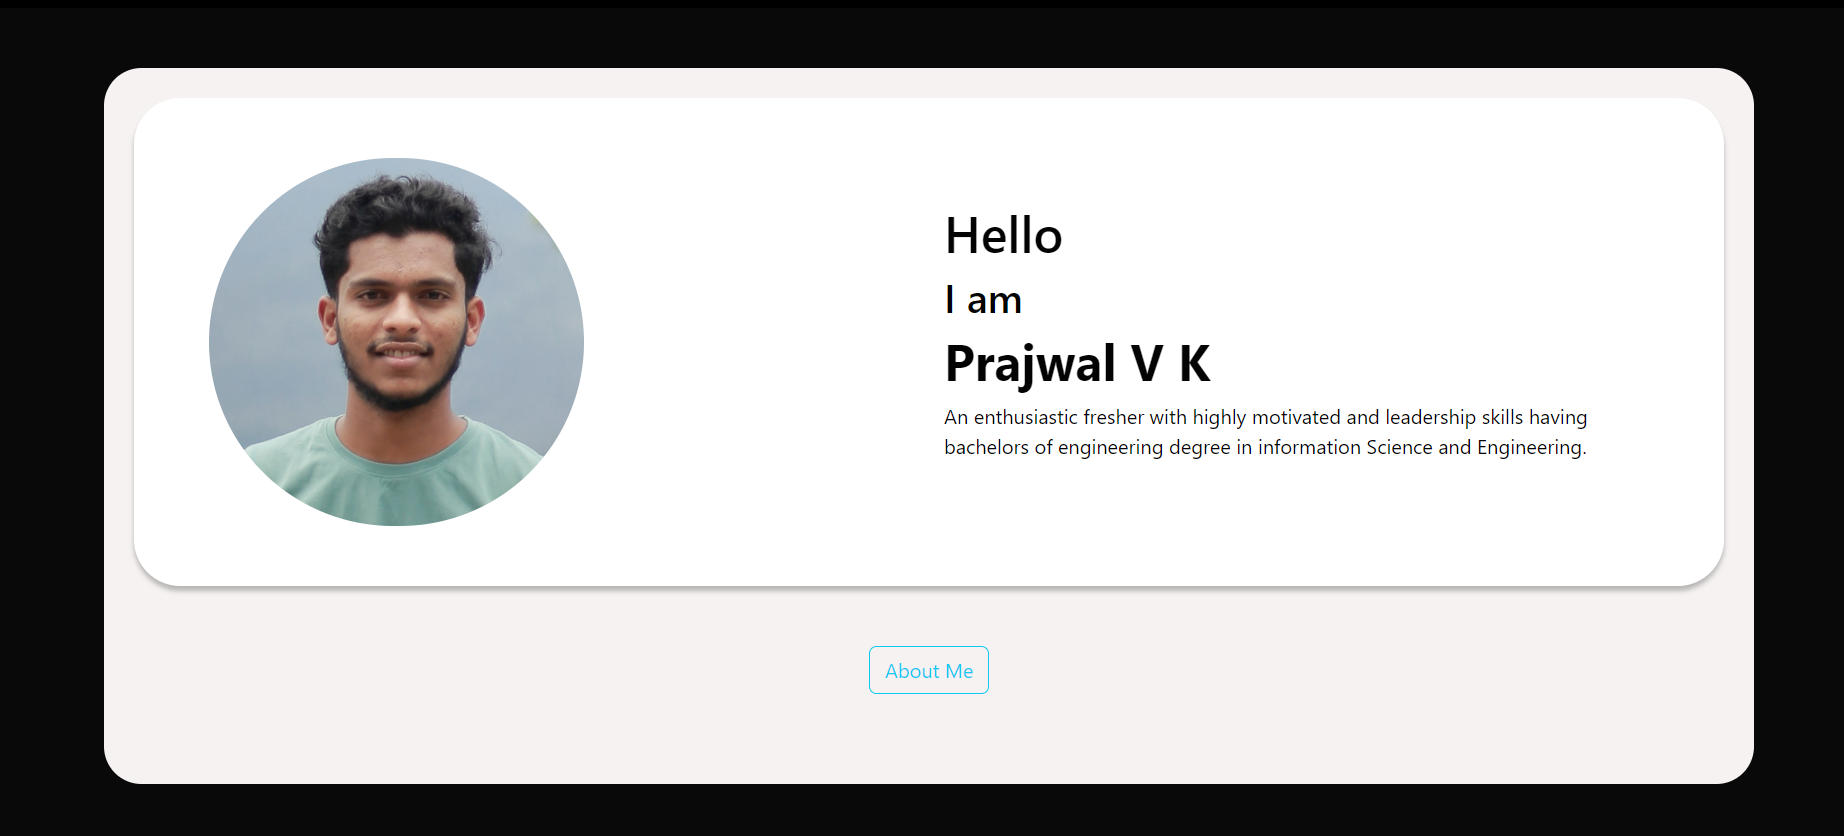 Hello
I am
Prajwal V K
An enthusiastic fresher with highly motivated and leadership skills having
bachelors of engineering degree in information Science and Engineering.
About Me